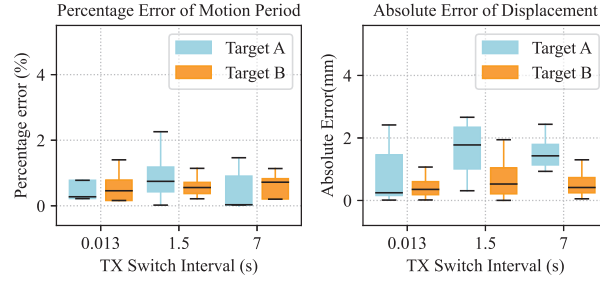 Percentage Error of Motion Period
Percentage error (%)
4
2
0
Target A
Target B
0.013
1.5
7
TX Switch Interval (s)
Absolute Error of Displacement
Absolute Error(mm)
4
2
0
Target A
Target B
0.013
1.5
7
TX Switch Interval (s)